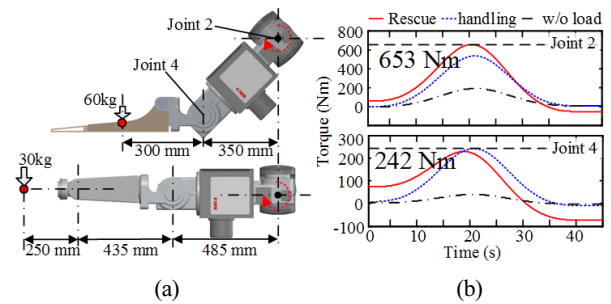 Joint 2
Joint 4
60kg
300 mm
350 mm
30kg
250 mm
435 mm
485 mm
(a)
Rescue
handling
w/o load
Torque (Nm)
800
600
400
200
0
Joint 2
653 Nm
300
200
100
0
-100
Joint 4
242 Nm
0
10
20
30
40
Time (s)
(b)